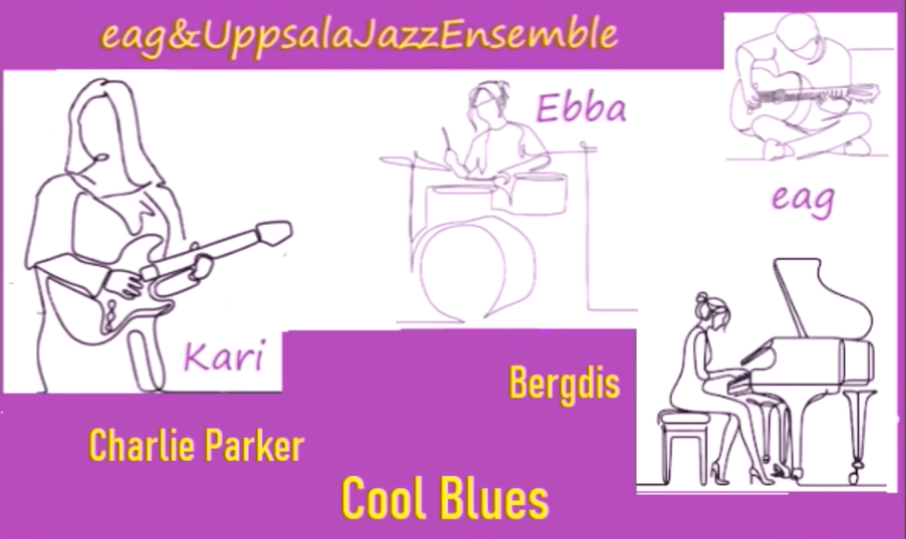 eag&UppsalaJazzEnsemble
Ebba
eag
Kari
Bergdis
Charlie Parker
Cool Blues